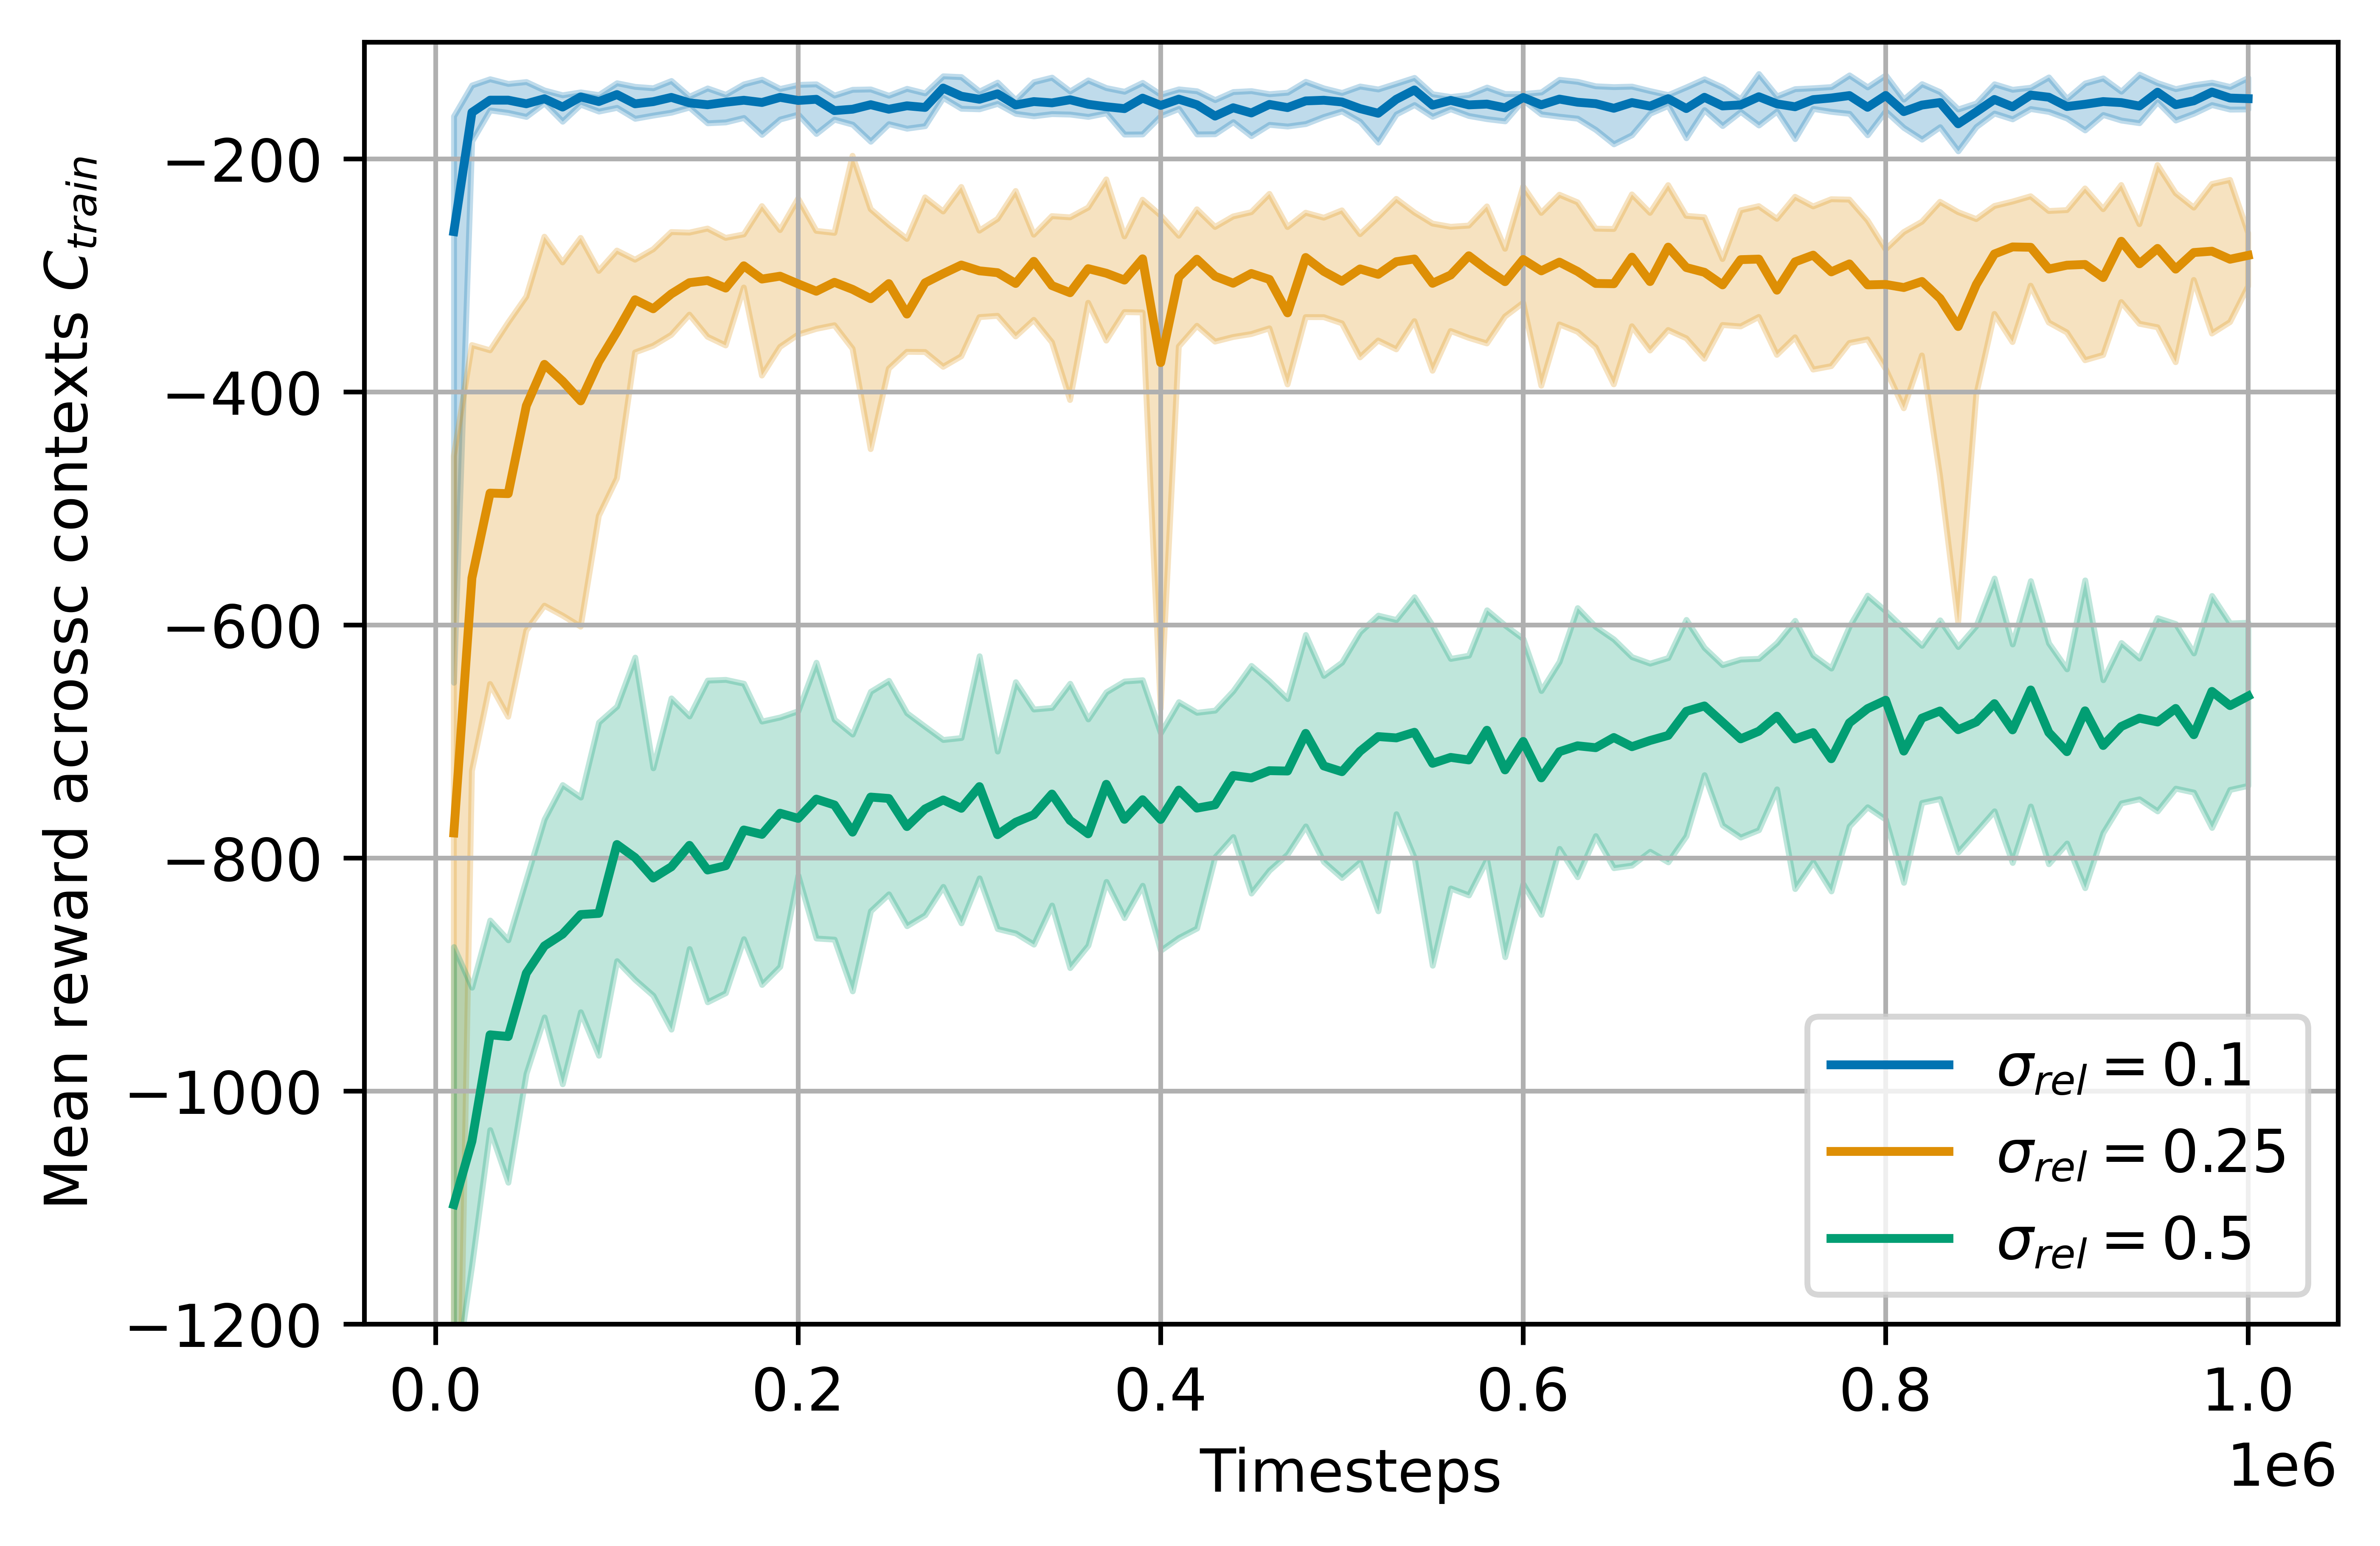 Mean reward acrossc contexts C_train
−200
−400
−600
−800
−1000
−1200
0.0 0.2 0.4 0.6 0.8 1.0
1e6
Timesteps
σ_rel = 0.1
σ_rel = 0.25
σ_rel = 0.5